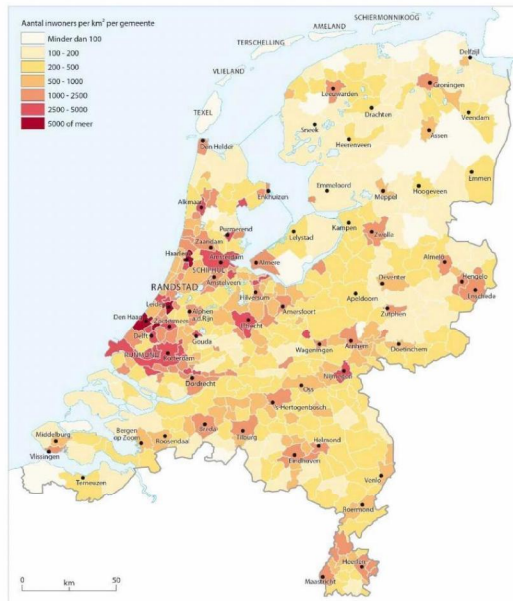 Aantal inwoners per km² per gemeente
Minder dan 100
100 - 200
200 - 500
500 - 1000
1000 - 2500
2500 - 5000
5000 of meer
SCHIERMONNIKOOG
AMELAND
TERSCHELLING
VLIELAND
TEXEL
Delfzijl
Leeuwarden
Groningen
Drachten
Veendam
Sneek
Assen
Heerenveen
Den Helder
Emmen
Emmeloord
Meppel
Hoogeveen
Enkhuizen
Alkmaar
Kampen
Purmerend
Lelystad
Zwolle
Zaandam
Haarlem
Amsterdam
Almelo
SCHIPHOL
Almere
Hengelo
Amstelveen
Deventer
RANDSTAD
Hilversum
Enschede
Apeldoorn
Leiden
Amersfoort
Zutphen
Den Haag
Alphen
a.d. Rijn
Zoetermeer
Utrecht
Delft
Gouda
Arnhem
Doetinchem
Wageningen
RIJNMOND
Rotterdam
Nijmegen
Dordrecht
Oss
's-Hertogenbosch
Middelburg
Bergen
op Zoom
Breda
Helmond
Roosendaal
Tilburg
Vlissingen
Eindhoven
Terneuzen
Venlo
Roermond
Heerlen
Maastricht
0
50
km